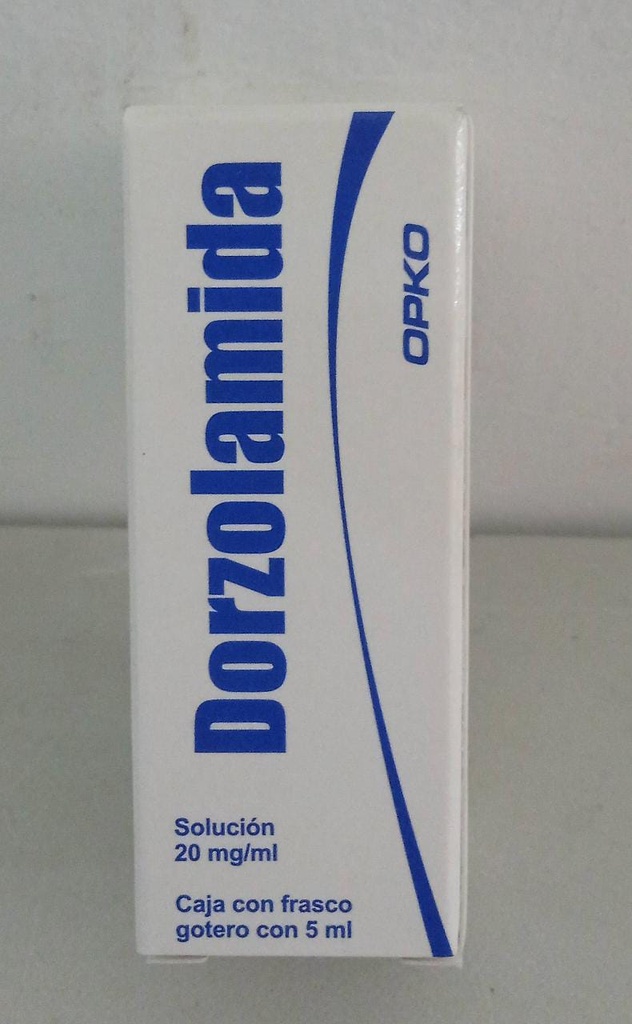 Dorzolamida
OPKO
Solución
20 mg/ml
Caja con frasco
gotero con 5 ml